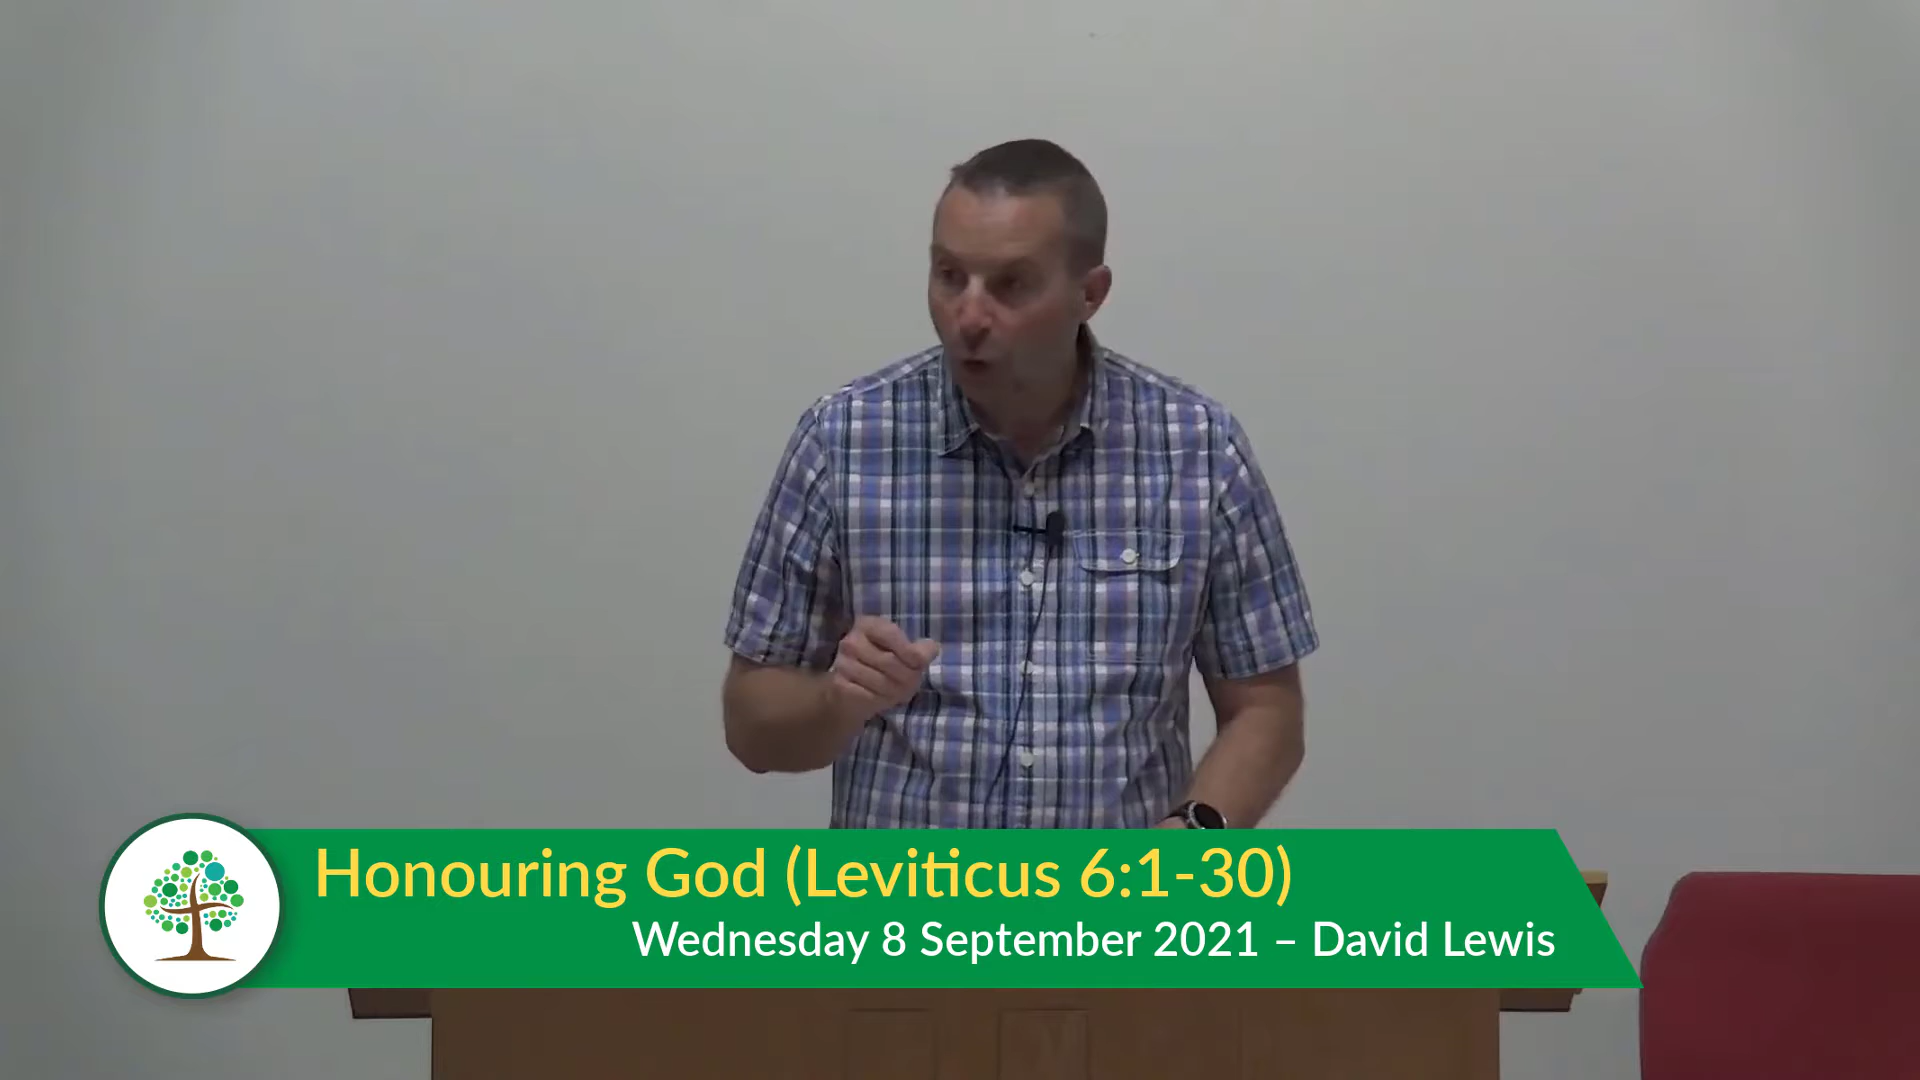 Honouring God (Leviticus 6:1-30)
Wednesday 8 September 2021 – David Lewis